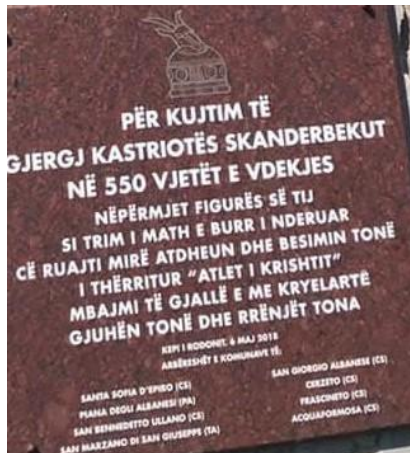 PËR KUJTIM TË
GJERGJ KASTRIOTËS SKANDERBEKUT
NË 550 VJETËT E VDEKJES
NËPËRMJET FIGURËS SË TIJ
SI TRIM I MATH E BURR I NDERUAR
CË RUAJTI MIRË ATDHEUN DHE BESIMIN TONË
I THËRRITUR "ATLET I KRISHTIT"
MBAJMI TË GJALLË E ME KRYELARTË
GJUHËN TONË DHE RRËNJËT TONA
KEPI I RODONIT, 6 MAJ 2018
ARBËRESHËT E KOMUNAVE TË:
SANTA SOFIA D'EPIRO (CS)
PIANA DEGLI ALBANESI (PA)
SAN BENNEDETTO ULLANO (CS)
SAN MARZANO DI SAN GIUSEPPS (TA)
SAN GIORGIO ALBANESE (CS)
CERZETO (CS)
FRASCINETO (CS)
ACQUAFORMOSA (CS)